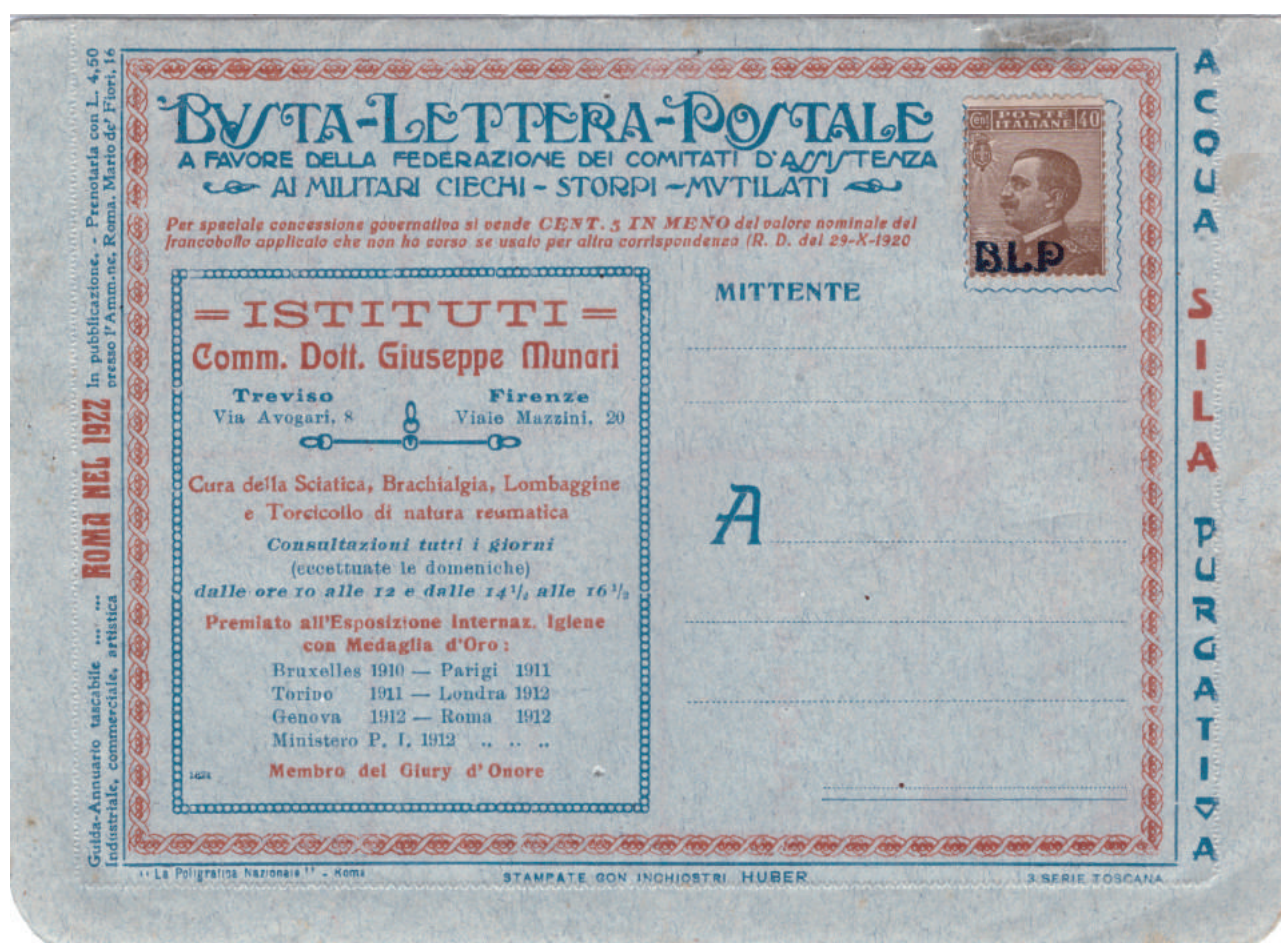 BUSTA-LETTERA-POSTALE
A FAVORE DELLA FEDERAZIONE DEI COMITATI D'ASSISTENZA
AI MILITARI CIECHI - STORPI - MVTILATI
Per speciale concessione governativa si vende CENT. 5 IN MENO del valore nominale del
francobollo applicato che non ha corso se usato per altra corrispondenza (R. D. del 29-X-1920
POSTE
ITALIANE
Cent 40
B.L.P
= ISTITUTI =
Comm. Dott. Giuseppe Munari
Treviso Firenze
Via Avogari, 8 Viale Mazzini, 20
Cura della Sciatica, Brachialgia, Lombaggine
e Torcicollo di natura reumatica
Consultazioni tutti i giorni
(eccettuate le domeniche)
dalle ore 10 alle 12 e dalle 14 1/2 alle 16 1/2
Premiato all'Esposizione Internaz. Igiene
con Medaglia d'Oro :
Bruxelles 1910 — Parigi 1911
Torino 1911 — Londra 1912
Genova 1912 — Roma 1912
Ministero P. I. 1912 .. .. ..
Membro del Giury d'Onore
MITTENTE
A
Guida-Annuario tascabile ... ... ROMA NEL 1922 In pubblicazione. - Prenotarla con L. 4,50
Industriale, commerciale, artistica presso l'Amm.ne, Roma. Mario de' Fiori, 16
ACQUA SILA PURGATIVA
"La Poligrafica Nazionale" - Roma
STAMPATE CON INCHIOSTRI HUBER
3 SERIE TOSCANA